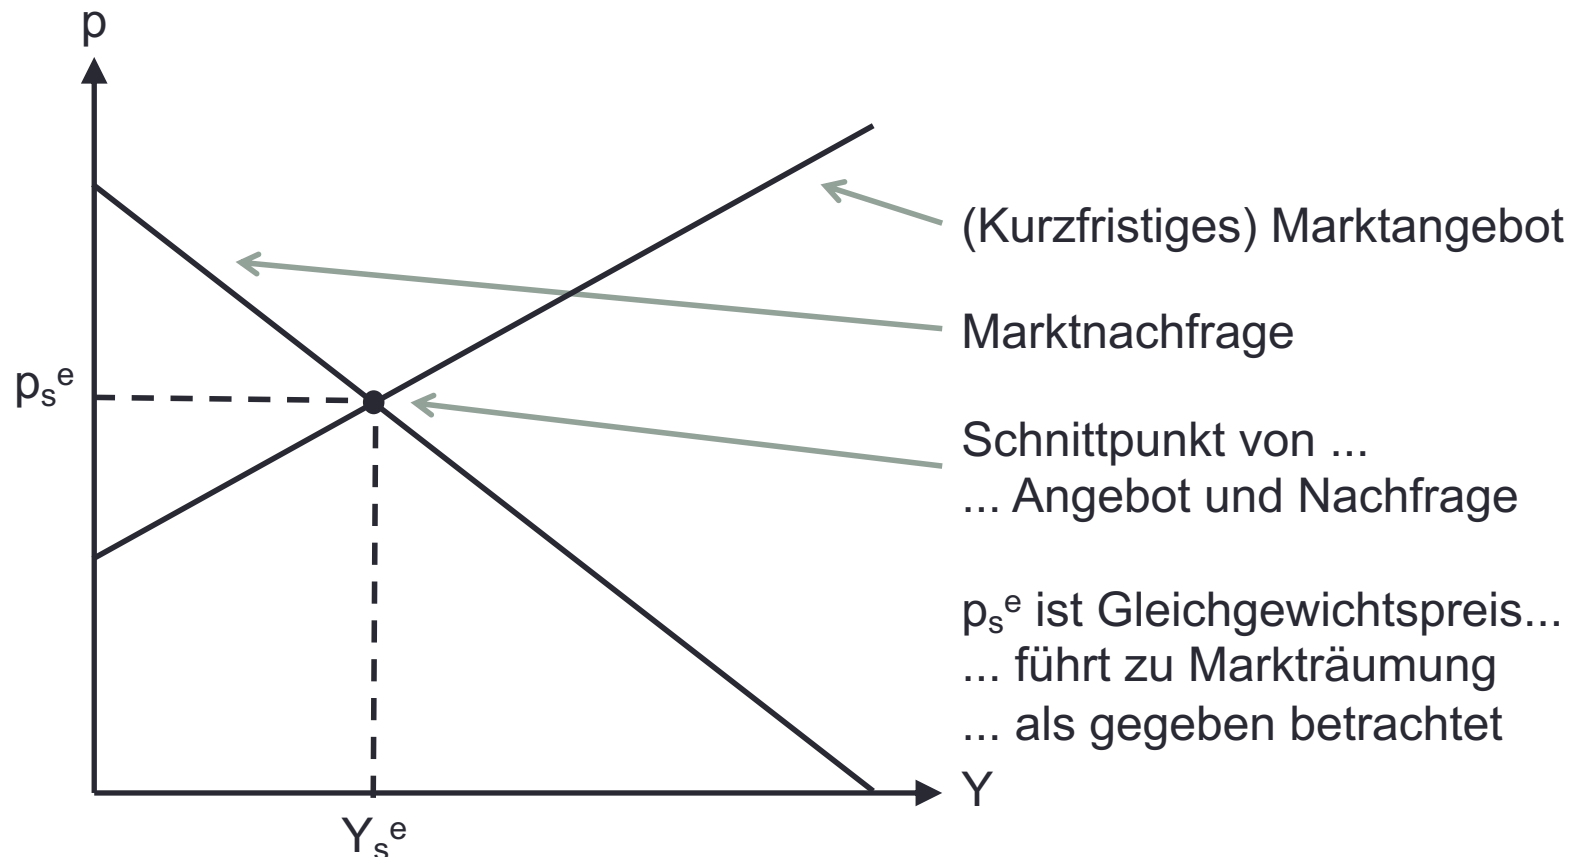 p
(Kurzfristiges) Marktangebot
Marktnachfrage
pₛᵉ
Schnittpunkt von ...
... Angebot und Nachfrage
pₛᵉ ist Gleichgewichtspreis...
... führt zu Markträumung
... als gegeben betrachtet
Y
Yₛᵉ